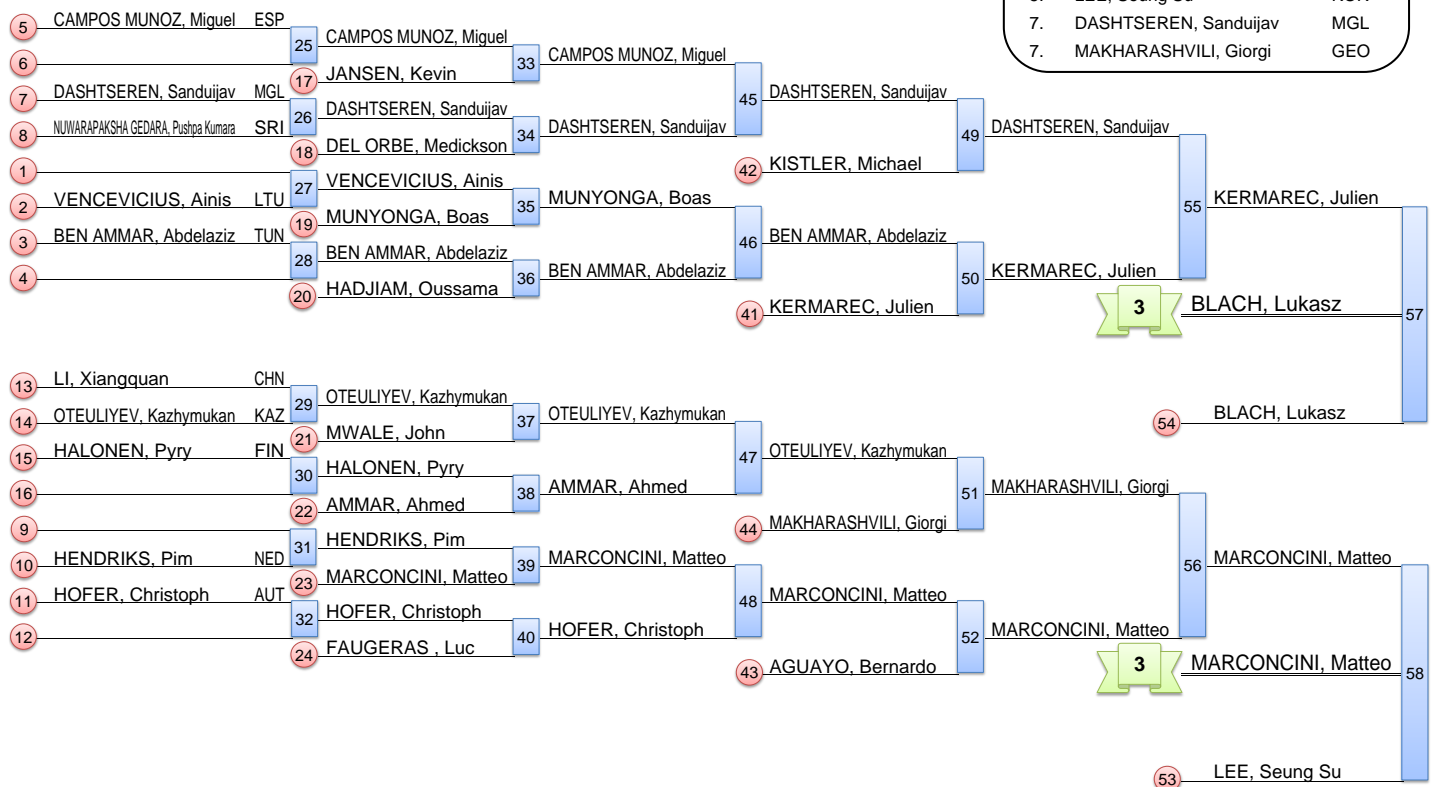 7. DASHTSEREN, Sanduijav MGL
7. MAKHARASHVILI, Giorgi GEO
5 CAMPOS MUNOZ, Miguel ESP
25 CAMPOS MUNOZ, Miguel
6
33 CAMPOS MUNOZ, Miguel
17 JANSEN, Kevin
7 DASHTSEREN, Sanduijav MGL
45 DASHTSEREN, Sanduijav
26 DASHTSEREN, Sanduijav
8 NUWARAPAKSHA GEDARA, Pushpa Kumara SRI
34 DASHTSEREN, Sanduijav
49 DASHTSEREN, Sanduijav
18 DEL ORBE, Medickson
42 KISTLER, Michael
1
27 VENCEVICIUS, Ainis
2 VENCEVICIUS, Ainis LTU
35 MUNYONGA, Boas
55 KERMAREC, Julien
19 MUNYONGA, Boas
3 BEN AMMAR, Abdelaziz TUN
46 BEN AMMAR, Abdelaziz
28 BEN AMMAR, Abdelaziz
4
36 BEN AMMAR, Abdelaziz
50 KERMAREC, Julien
20 HADJIAM, Oussama
41 KERMAREC, Julien
3 BLACH, Lukasz
57
13 LI, Xiangquan CHN
29 OTEULIYEV, Kazhymukan
14 OTEULIYEV, Kazhymukan KAZ
37 OTEULIYEV, Kazhymukan
54 BLACH, Lukasz
21 MWALE, John
15 HALONEN, Pyry FIN
47 OTEULIYEV, Kazhymukan
30 HALONEN, Pyry
16
38 AMMAR, Ahmed
51 MAKHARASHVILI, Giorgi
22 AMMAR, Ahmed
44 MAKHARASHVILI, Giorgi
9
31 HENDRIKS, Pim
10 HENDRIKS, Pim NED
39 MARCONCINI, Matteo
56 MARCONCINI, Matteo
23 MARCONCINI, Matteo
11 HOFER, Christoph AUT
48 MARCONCINI, Matteo
32 HOFER, Christoph
12
40 HOFER, Christoph
52 MARCONCINI, Matteo
24 FAUGERAS , Luc
43 AGUAYO, Bernardo
3 MARCONCINI, Matteo
58
53 LEE, Seung Su